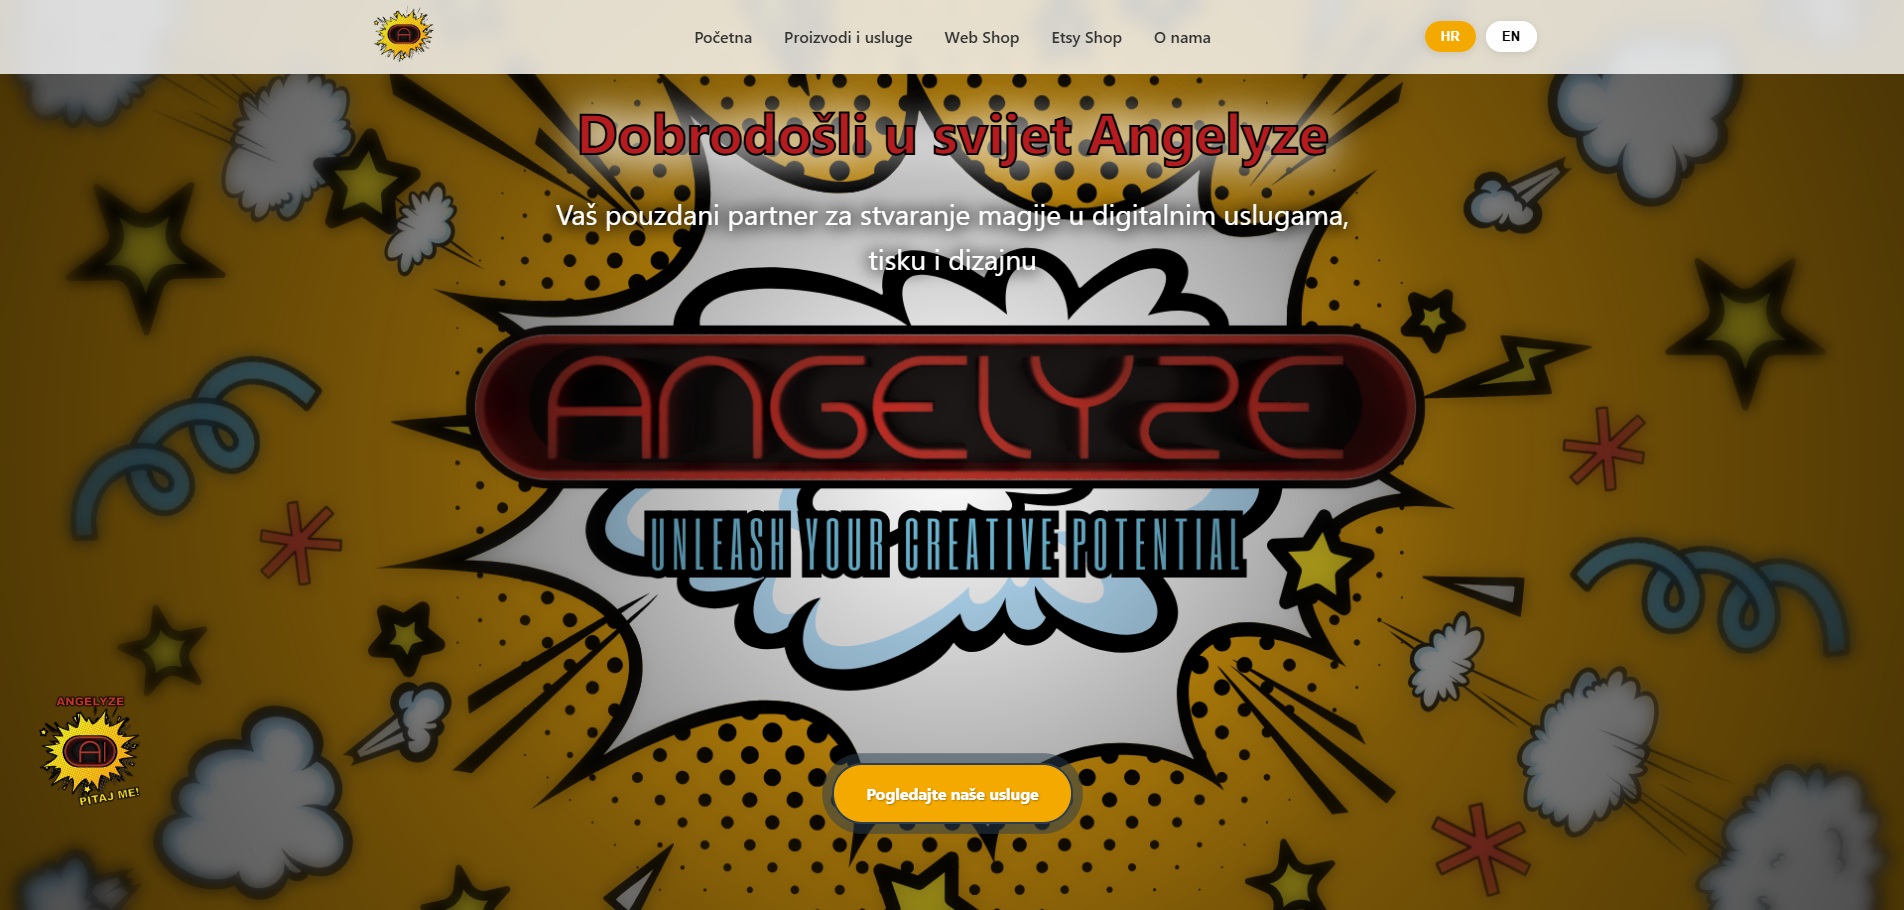 Početna
Proizvodi i usluge
Web Shop
Etsy Shop
O nama
HR
EN
Dobrodošli u svijet Angelyze
Vaš pouzdani partner za stvaranje magije u digitalnim uslugama,
tisku i dizajnu
ANGELYZE
UNLEASH YOUR CREATIVE POTENTIAL
ANGELYZE
AI
PITAJ ME!
Pogledajte naše usluge